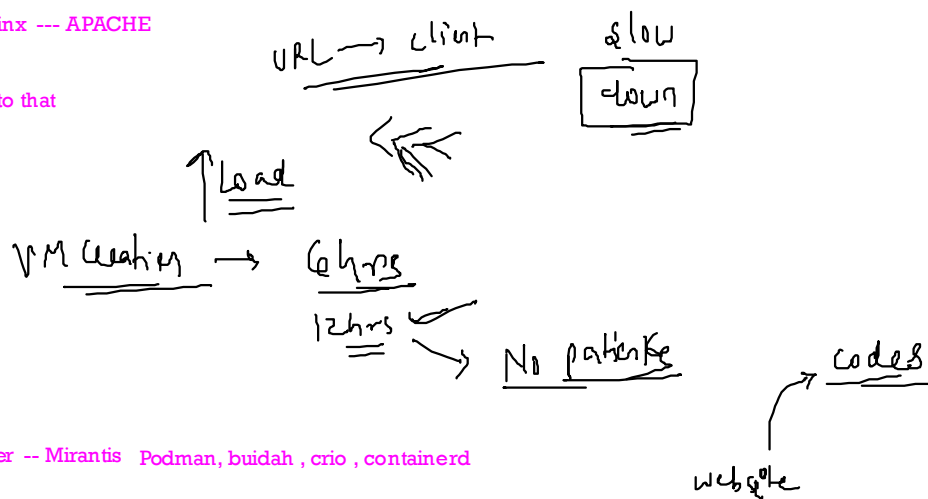 inx --- APACHE
URL → client
slow
down
to that
↑ Load
VM Creation → 6hrs
12hrs
No patience
codes
er -- Mirantis Podman, buidah , crio , containerd
website